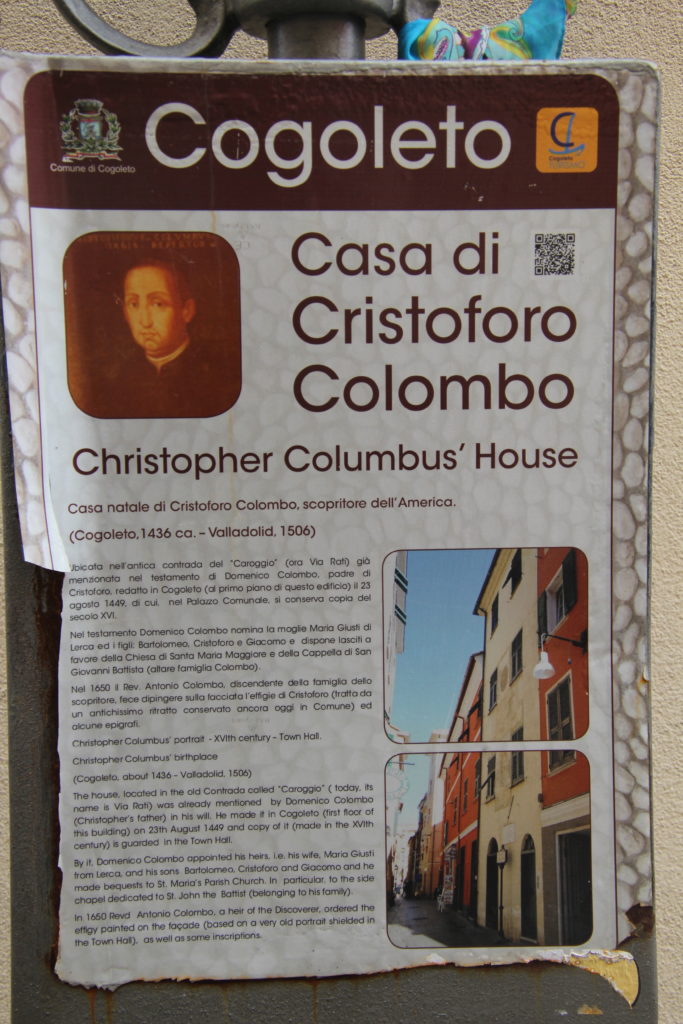 Comune di Cogoleto
Cogoleto
Cogoleto
TURISMO
Casa di
Cristoforo
Colombo
Christopher Columbus' House
Casa natale di Cristoforo Colombo, scopritore dell'America.
(Cogoleto,1436 ca. – Valladolid, 1506)
Ubicata nell'antica contrada del "Caroggio" (ora Via Rati) già
menzionata nel testamento di Domenico Colombo, padre di
Cristoforo, redatto in Cogoleto (al primo piano di questo edificio) il 23
agosto 1449, di cui, nel Palazzo Comunale, si conserva copia del
secolo XVI.
Nel testamento Domenico Colombo nomina la moglie Maria Giusti di
Lerca ed i figli: Bartolomeo, Cristoforo e Giacomo e dispone lasciti a
favore della Chiesa di Santa Maria Maggiore e della Cappella di San
Giovanni Battista (altare famiglia Colombo).
Nel 1650 il Rev. Antonio Colombo, discendente della famiglia dello
scopritore, fece dipingere sulla facciata l'effigie di Cristoforo (tratta da
un antichissimo ritratto conservato ancora oggi in Comune) ed
alcune epigrafi.
Christopher Columbus' portrait - XVIth century - Town Hall.
Christopher Columbus' birthplace
(Cogoleto, about 1436 - Valladolid, 1506)
The house, located in the old Contrada called "Caroggio" ( today, its
name is Via Rati) was already mentioned by Domenico Colombo
(Christopher's father) in his will. He made it in Cogoleto (first floor of
this building) on 23th August 1449 and copy of it (made in the XVIth
century) is guarded in the Town Hall.
By it, Domenico Colombo appointed his heirs, i.e. his wife, Maria Giusti
from Lerca, and his sons Bartolomeo, Cristoforo and Giacomo and he
made bequests to St. Maria's Parish Church. In particular, to the side
chapel dedicated to St. John the Battist (belonging to his family).
In 1650 Revd Antonio Colombo, a heir of the Discoverer, ordered the
effigy painted on the façade (based on a very old portrait shielded in
the Town Hall), as well as some inscriptions.